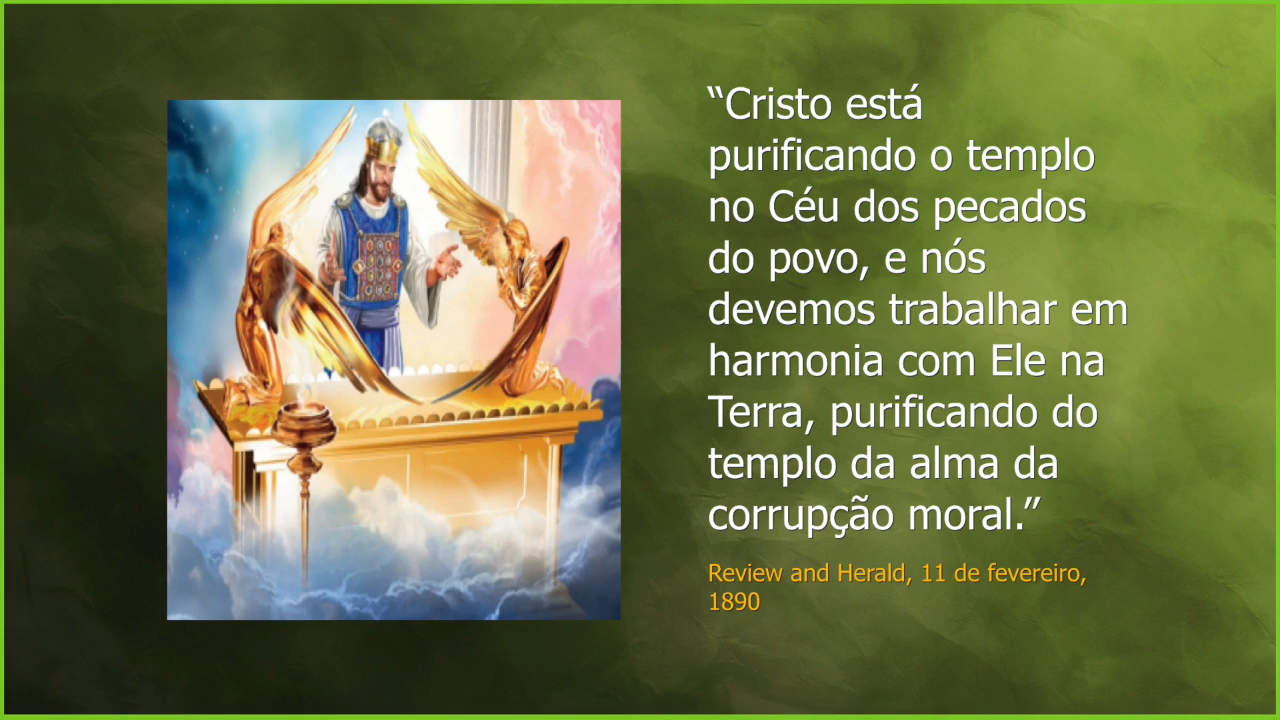 “Cristo está
purificando o templo
no Céu dos pecados
do povo, e nós
devemos trabalhar em
harmonia com Ele na
Terra, purificando do
templo da alma da
corrupção moral.”
Review and Herald, 11 de fevereiro,
1890